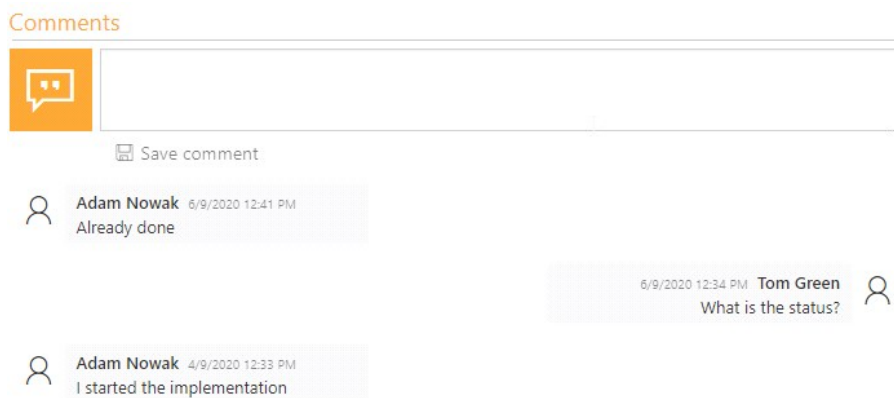 Comments
Save comment
Adam Nowak 6/9/2020 12:41 PM
Already done
6/9/2020 12:34 PM Tom Green
What is the status?
Adam Nowak 4/9/2020 12:33 PM
I started the implementation